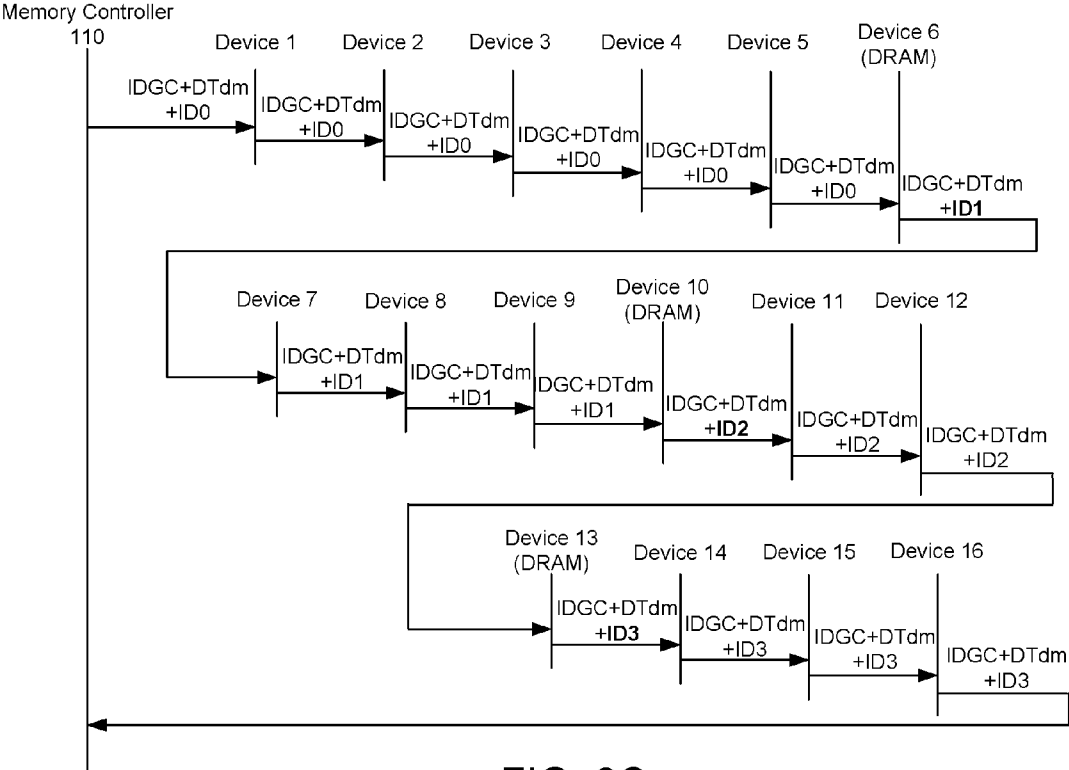 Memory Controller
110
Device 1 Device 2 Device 3 Device 4 Device 5 Device 6
(DRAM)
IDGC+DTdm
+ID0
IDGC+DTdm
+ID0
IDGC+DTdm
+ID0
IDGC+DTdm
+ID0
IDGC+DTdm
+ID0
IDGC+DTdm
+ID0
IDGC+DTdm
+ID1
Device 7 Device 8 Device 9 Device 10 Device 11 Device 12
(DRAM)
IDGC+DTdm
+ID1
IDGC+DTdm
+ID1
IDGC+DTdm
+ID1
IDGC+DTdm
+ID2
IDGC+DTdm
+ID2
IDGC+DTdm
+ID2
Device 13 Device 14 Device 15 Device 16
(DRAM)
IDGC+DTdm
+ID3
IDGC+DTdm
+ID3
IDGC+DTdm
+ID3
IDGC+DTdm
+ID3